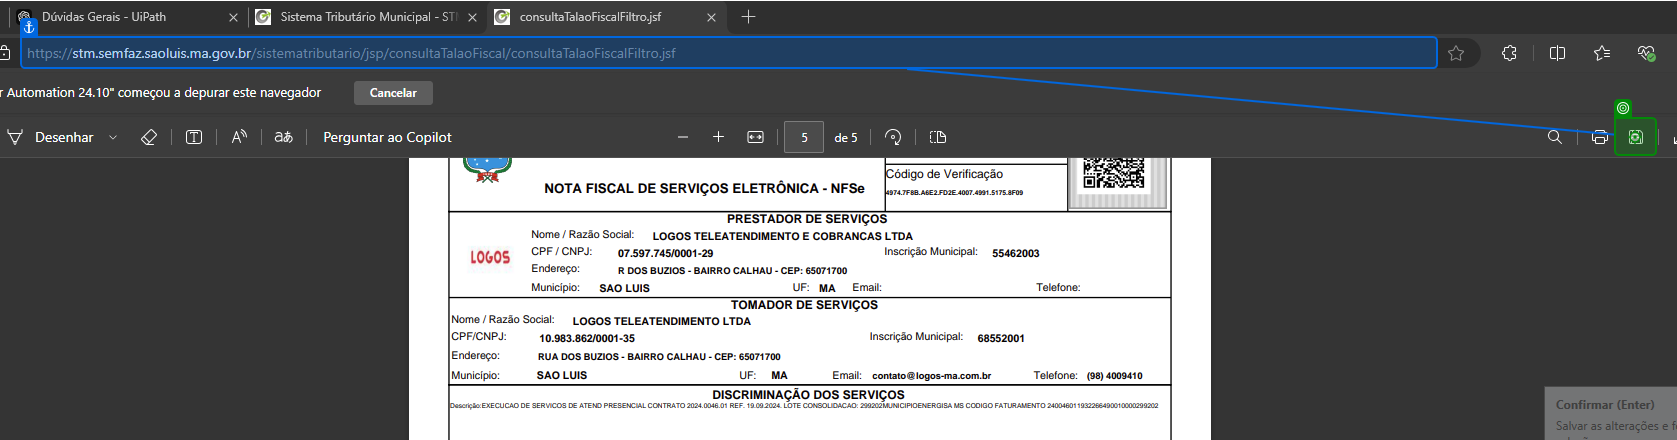 Dúvidas Gerais - UiPath
Sistema Tributário Municipal - STM
consultaTalaoFiscalFiltro.jsf
https://stm.semfaz.saoluis.ma.gov.br/sistematributario/jsp/consultaTalaoFiscal/consultaTalaoFiscalFiltro.jsf
r Automation 24.10" começou a depurar este navegador
Cancelar
Desenhar
Perguntar ao Copilot
5 de 5
Código de Verificação
NOTA FISCAL DE SERVIÇOS ELETRÔNICA - NFSe
4974.7F8B.A6E2.FD2E.4007.4991.5175.8F09
PRESTADOR DE SERVIÇOS
LOGOS
Nome / Razão Social: LOGOS TELEATENDIMENTO E COBRANCAS LTDA
CPF / CNPJ: 07.597.745/0001-29 Inscrição Municipal: 55462003
Endereço: R DOS BUZIOS - BAIRRO CALHAU - CEP: 65071700
Município: SAO LUIS UF: MA Email: Telefone:
TOMADOR DE SERVIÇOS
Nome / Razão Social: LOGOS TELEATENDIMENTO LTDA
CPF/CNPJ: 10.983.862/0001-35 Inscrição Municipal: 68552001
Endereço: RUA DOS BUZIOS - BAIRRO CALHAU - CEP: 65071700
Município: SAO LUIS UF: MA Email: contato@logos-ma.com.br Telefone: (98) 4009410
DISCRIMINAÇÃO DOS SERVIÇOS
Descrição:EXECUCAO DE SERVICOS DE ATEND PRESENCIAL CONTRATO 2024.0046.01 REF. 19.09.2024. LOTE CONSOLIDACAO: 299202MUNICIPIOENERGISA MS CODIGO FATURAMENTO 2400460119322664900100002​99202
Confirmar (Enter)
Salvar as alterações e f